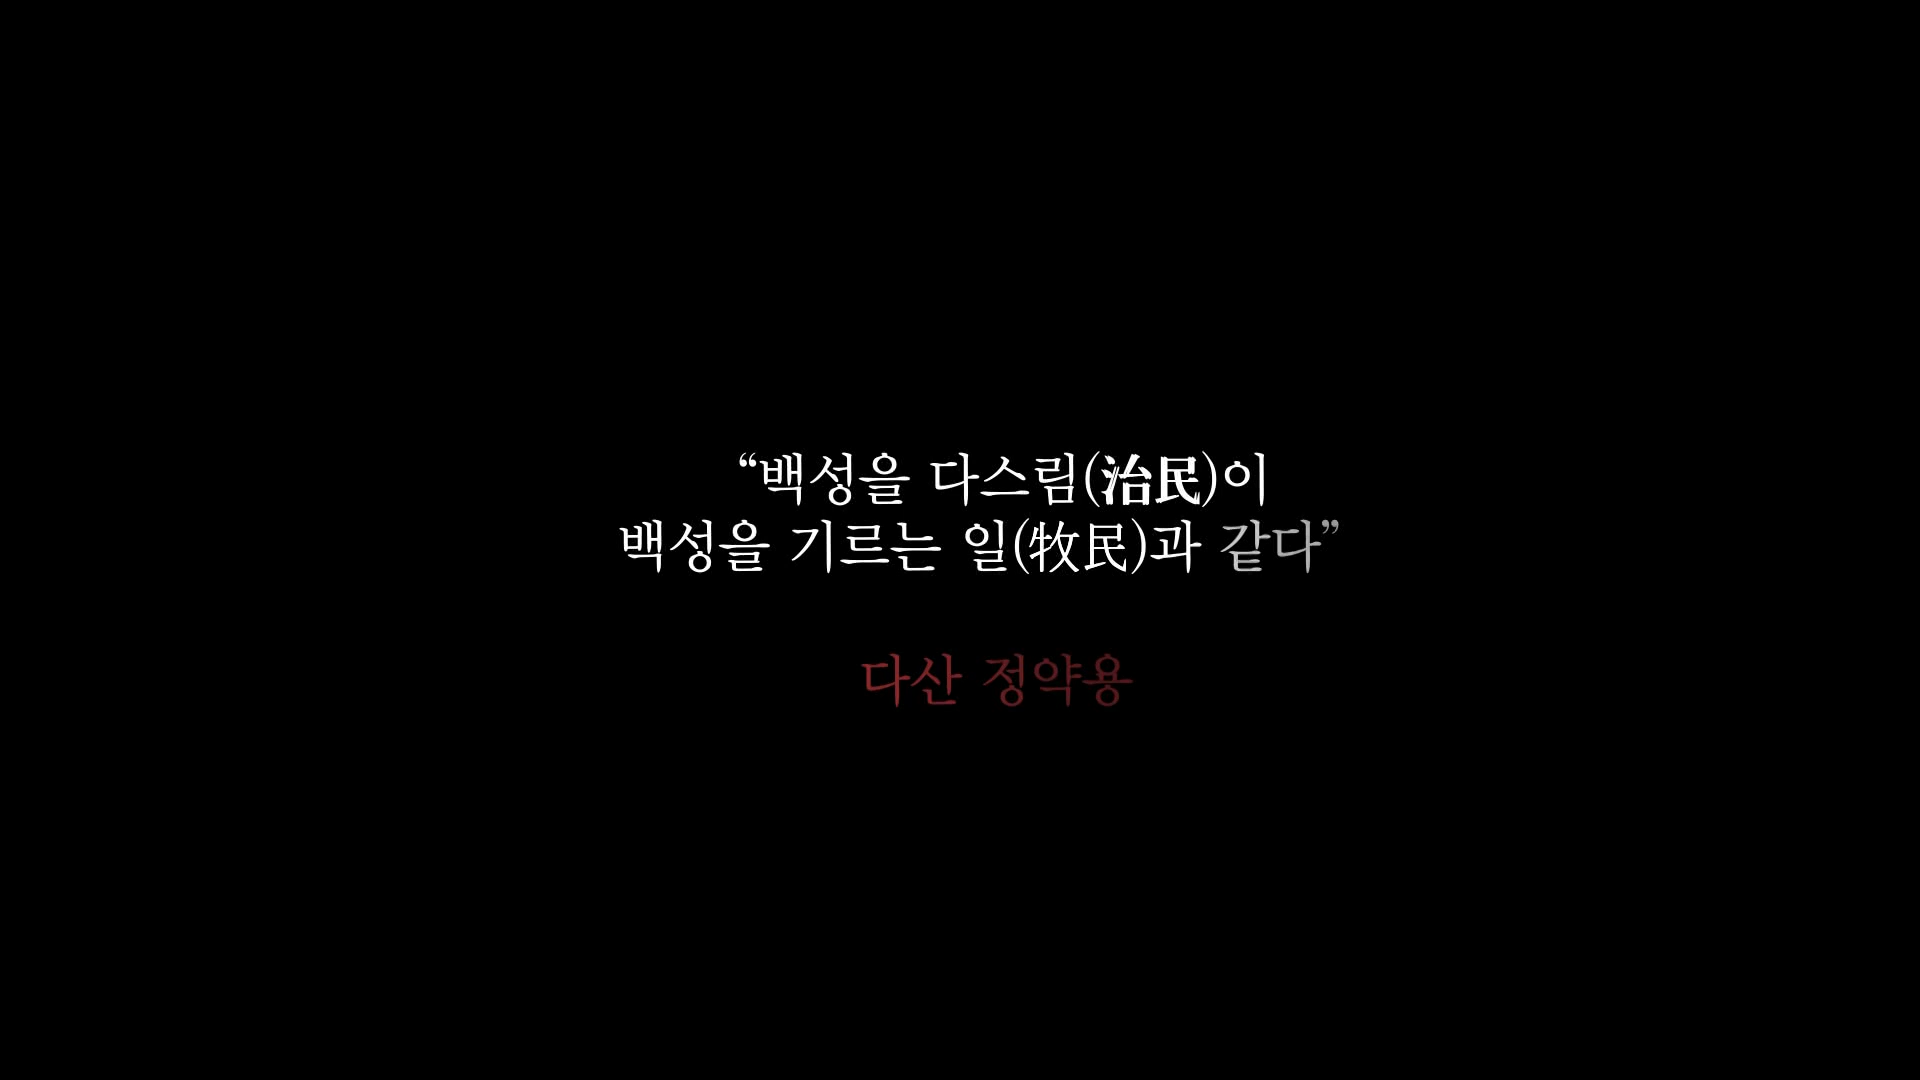 “백성을 다스림(治民)이
백성을 기르는 일(牧民)과 같다”
다산 정약용